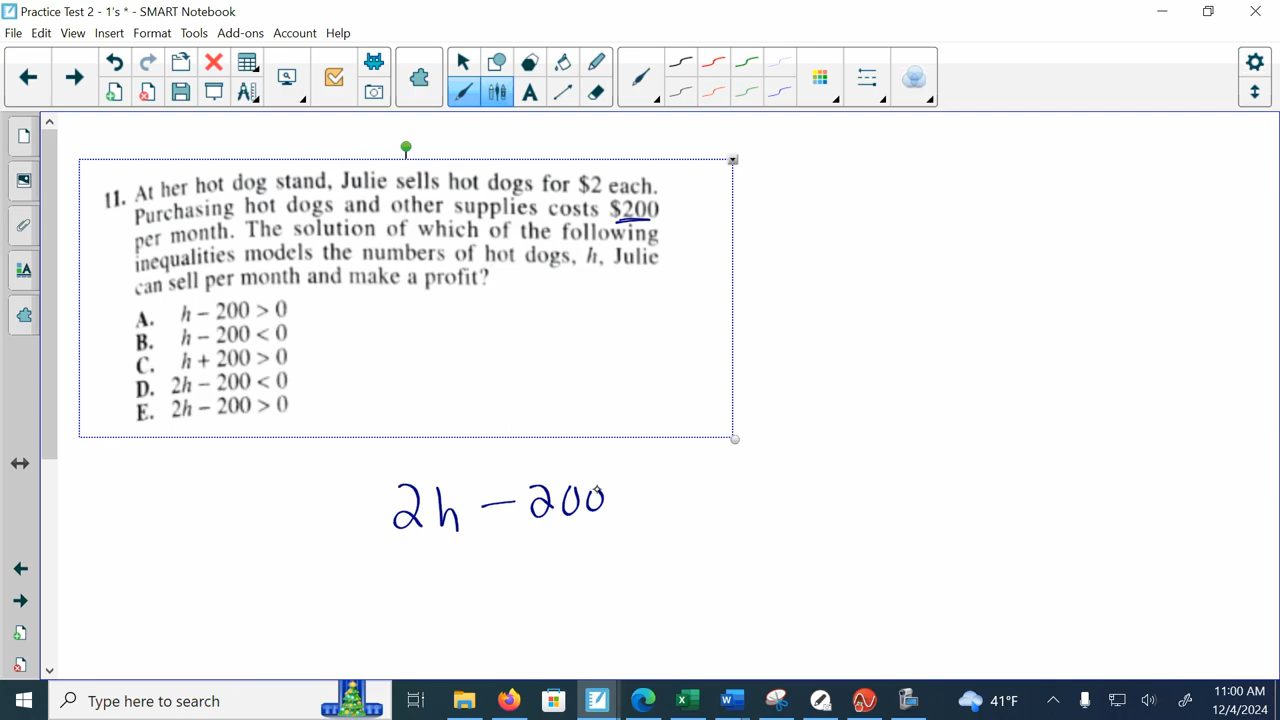 Practice Test 2 - 1's * - SMART Notebook
File Edit View Insert Format Tools Add-ons Account Help
11. At her hot dog stand, Julie sells hot dogs for $2 each.
Purchasing hot dogs and other supplies costs $200
per month. The solution of which of the following
inequalities models the numbers of hot dogs, h, Julie
can sell per month and make a profit?
A. h − 200 > 0
B. h − 200 < 0
C. h + 200 > 0
D. 2h − 200 < 0
E. 2h − 200 > 0
2h − 200
Type here to search
41°F
11:00 AM
12/4/2024